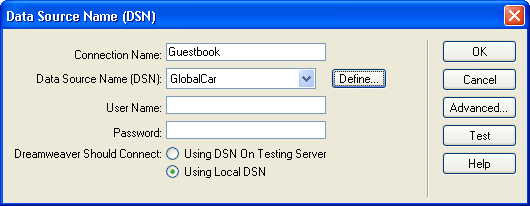 Data Source Name (DSN)
Connection Name: Guestbook
OK
Data Source Name (DSN): GlobalCar Define...
Cancel
User Name:
Advanced...
Password:
Test
Dreamweaver Should Connect: Using DSN On Testing Server
Using Local DSN
Help